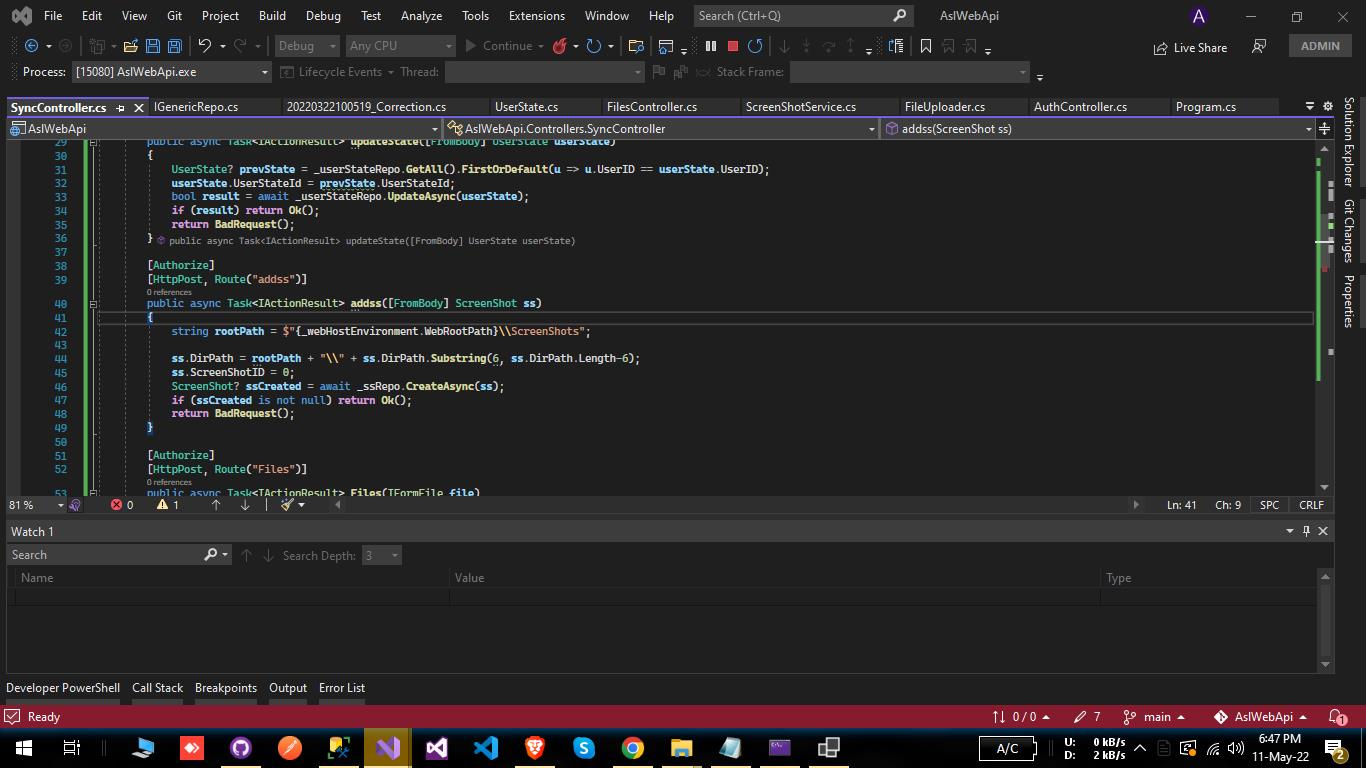 File Edit View Git Project Build Debug Test Analyze Tools Extensions Window Help Search (Ctrl+Q) AslWebApi A
Debug Any CPU Continue Live Share ADMIN
Process: [15080] AslWebApi.exe Lifecycle Events Thread: Stack Frame:
SyncController.cs IGenericRepo.cs 20220322100519_Correction.cs UserState.cs FilesController.cs ScreenShotService.cs FileUploader.cs AuthController.cs Program.cs
AslWebApi AslWebApi.Controllers.SyncController addss(ScreenShot ss)
29 public async Task<IActionResult> updateState([FromBody] UserState userState)
30 {
31 UserState? prevState = _userStateRepo.GetAll().FirstOrDefault(u => u.UserID == userState.UserID);
32 userState.UserStateId = prevState.UserStateId;
33 bool result = await _userStateRepo.UpdateAsync(userState);
34 if (result) return Ok();
35 return BadRequest();
36 } public async Task<IActionResult> updateState([FromBody] UserState userState)
37
38 [Authorize]
39 [HttpPost, Route("addss")]
0 references
40 public async Task<IActionResult> addss([FromBody] ScreenShot ss)
41 {
42 string rootPath = $"{_webHostEnvironment.WebRootPath}\\ScreenShots";
43
44 ss.DirPath = rootPath + "\\" + ss.DirPath.Substring(6, ss.DirPath.Length-6);
45 ss.ScreenShotID = 0;
46 ScreenShot? ssCreated = await _ssRepo.CreateAsync(ss);
47 if (ssCreated is not null) return Ok();
48 return BadRequest();
49 }
50
51 [Authorize]
52 [HttpPost, Route("Files")]
0 references
53 public async Task<IActionResult> Files(IFormFile file)
81 % 0 1 Ln: 41 Ch: 9 SPC CRLF
Solution Explorer
Git Changes
Properties
Watch 1
Search Search Depth: 3
Name Value Type
Developer PowerShell Call Stack Breakpoints Output Error List
Ready 0 / 0 7 main AslWebApi 1
A/C U: 0 kB/s D: 2 kB/s 6:47 PM 11-May-22 2